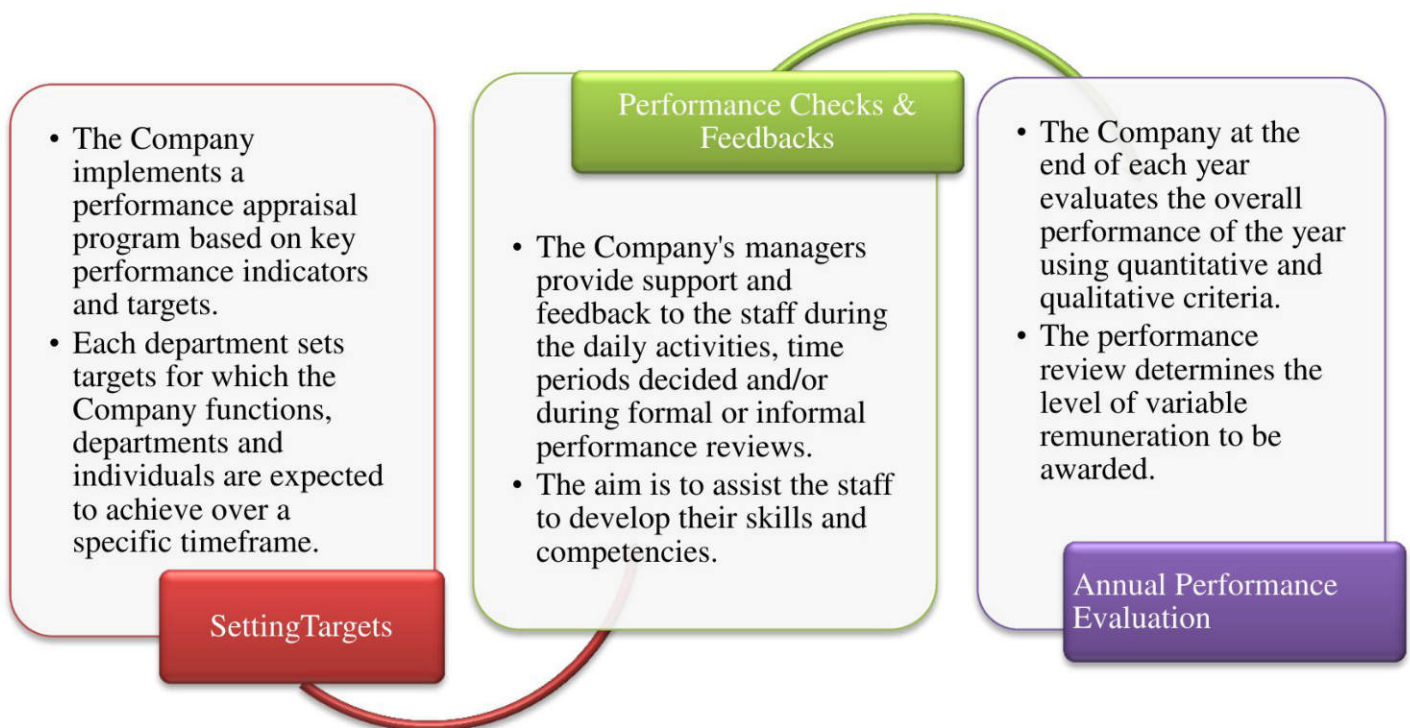 • The Company
implements a
performance appraisal
program based on key
performance indicators
and targets.
• Each department sets
targets for which the
Company functions,
departments and
individuals are expected
to achieve over a
specific timeframe.
SettingTargets
Performance Checks &
Feedbacks
• The Company's managers
provide support and
feedback to the staff during
the daily activities, time
periods decided and/or
during formal or informal
performance reviews.
• The aim is to assist the staff
to develop their skills and
competencies.
• The Company at the
end of each year
evaluates the overall
performance of the year
using quantitative and
qualitative criteria.
• The performance
review determines the
level of variable
remuneration to be
awarded.
Annual Performance
Evaluation